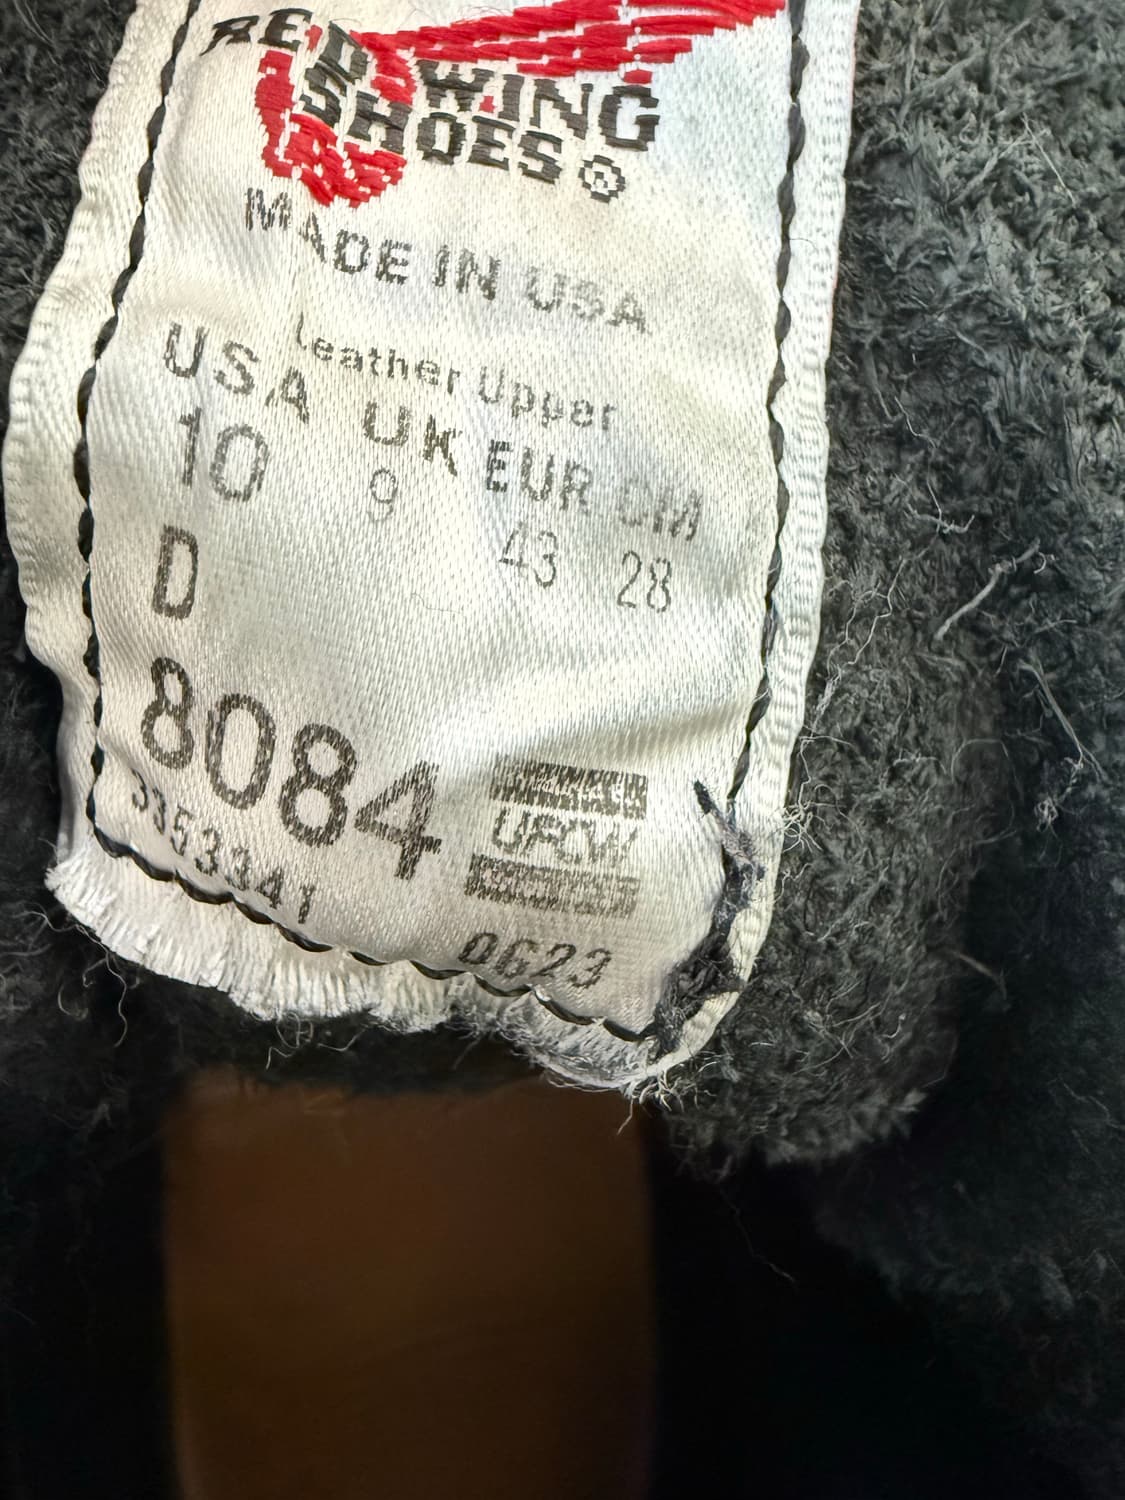 RED WING
SHOES ®
MADE IN USA
Leather Upper
USA UK EUR CM
10 9 43 28
D
8084
33533341
UFCW
0623